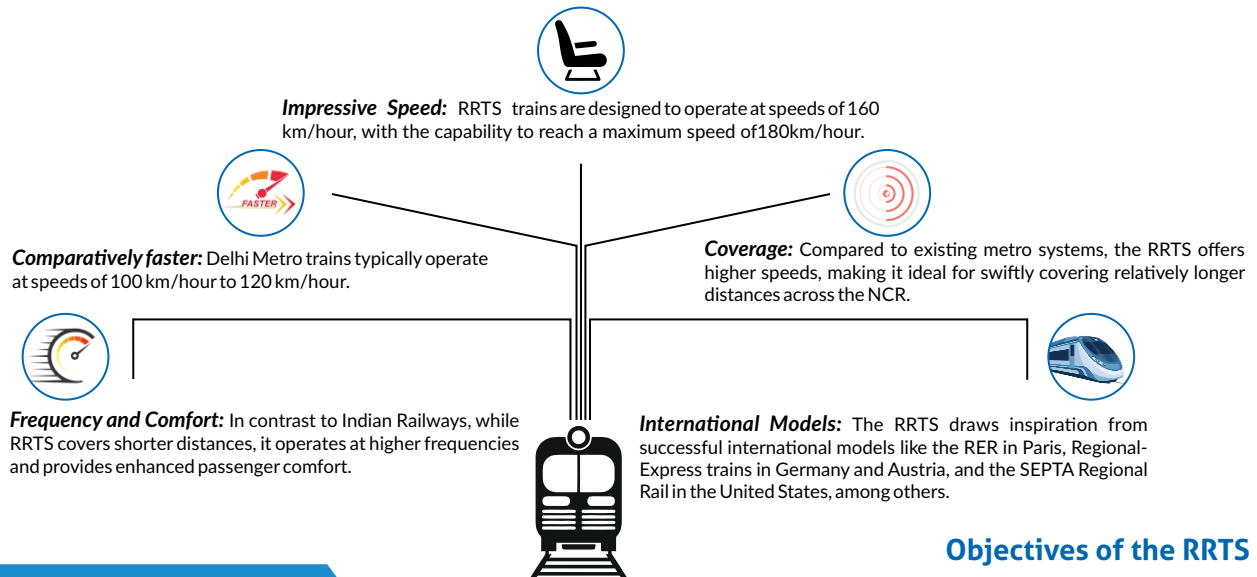 Impressive Speed: RRTS trains are designed to operate at speeds of 160
km/hour, with the capability to reach a maximum speed of180km/hour.
FASTER
Comparatively faster: Delhi Metro trains typically operate
at speeds of 100 km/hour to 120 km/hour.
Coverage: Compared to existing metro systems, the RRTS offers
higher speeds, making it ideal for swiftly covering relatively longer
distances across the NCR.
Frequency and Comfort: In contrast to Indian Railways, while
RRTS covers shorter distances, it operates at higher frequencies
and provides enhanced passenger comfort.
International Models: The RRTS draws inspiration from
successful international models like the RER in Paris, Regional-
Express trains in Germany and Austria, and the SEPTA Regional
Rail in the United States, among others.
Objectives of the RRTS